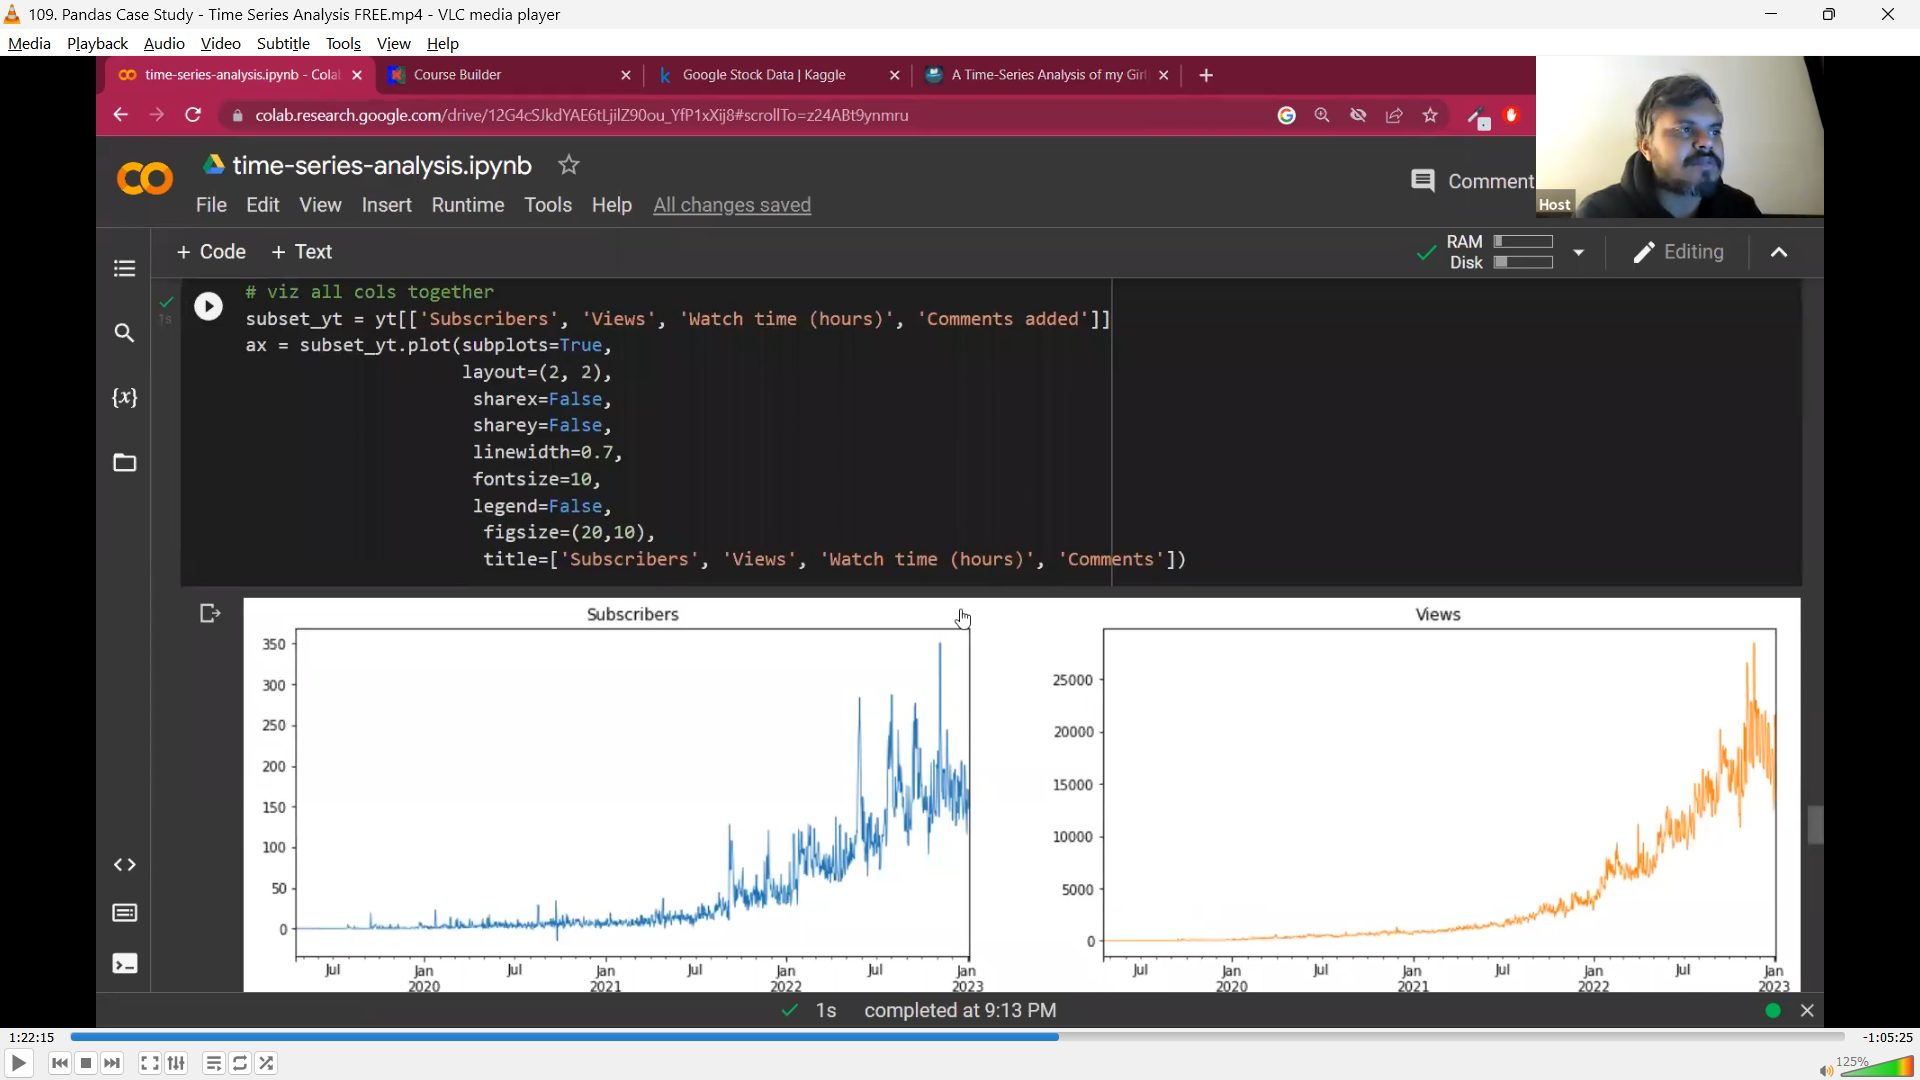 109. Pandas Case Study - Time Series Analysis FREE.mp4 - VLC media player
Media Playback Audio Video Subtitle Tools View Help
time-series-analysis.ipynb - Cola
Course Builder
Google Stock Data | Kaggle
A Time-Series Analysis of my Girl
colab.research.google.com/drive/12G4cSJkdYAE6tLjilZ90ou_YfP1xXij8#scrollTo=z24ABt9ynmru
time-series-analysis.ipynb
Comment
Host
File Edit View Insert Runtime Tools Help All changes saved
+ Code + Text
RAM
Disk
Editing
# viz all cols together
1s
subset_yt = yt[['Subscribers', 'Views', 'Watch time (hours)', 'Comments added']]
ax = subset_yt.plot(subplots=True,
layout=(2, 2),
sharex=False,
sharey=False,
linewidth=0.7,
fontsize=10,
legend=False,
figsize=(20,10),
title=['Subscribers', 'Views', 'Watch time (hours)', 'Comments'])
{x}
Subscribers
350
300
250
200
150
100
50
0
Jul Jan Jul Jan Jul Jan Jul Jan
2020 2021 2022 2023
Views
25000
20000
15000
10000
5000
0
Jul Jan Jul Jan Jul Jan Jul Jan
2020 2021 2022 2023
1s completed at 9:13 PM
1:22:15
-1:05:25
125%